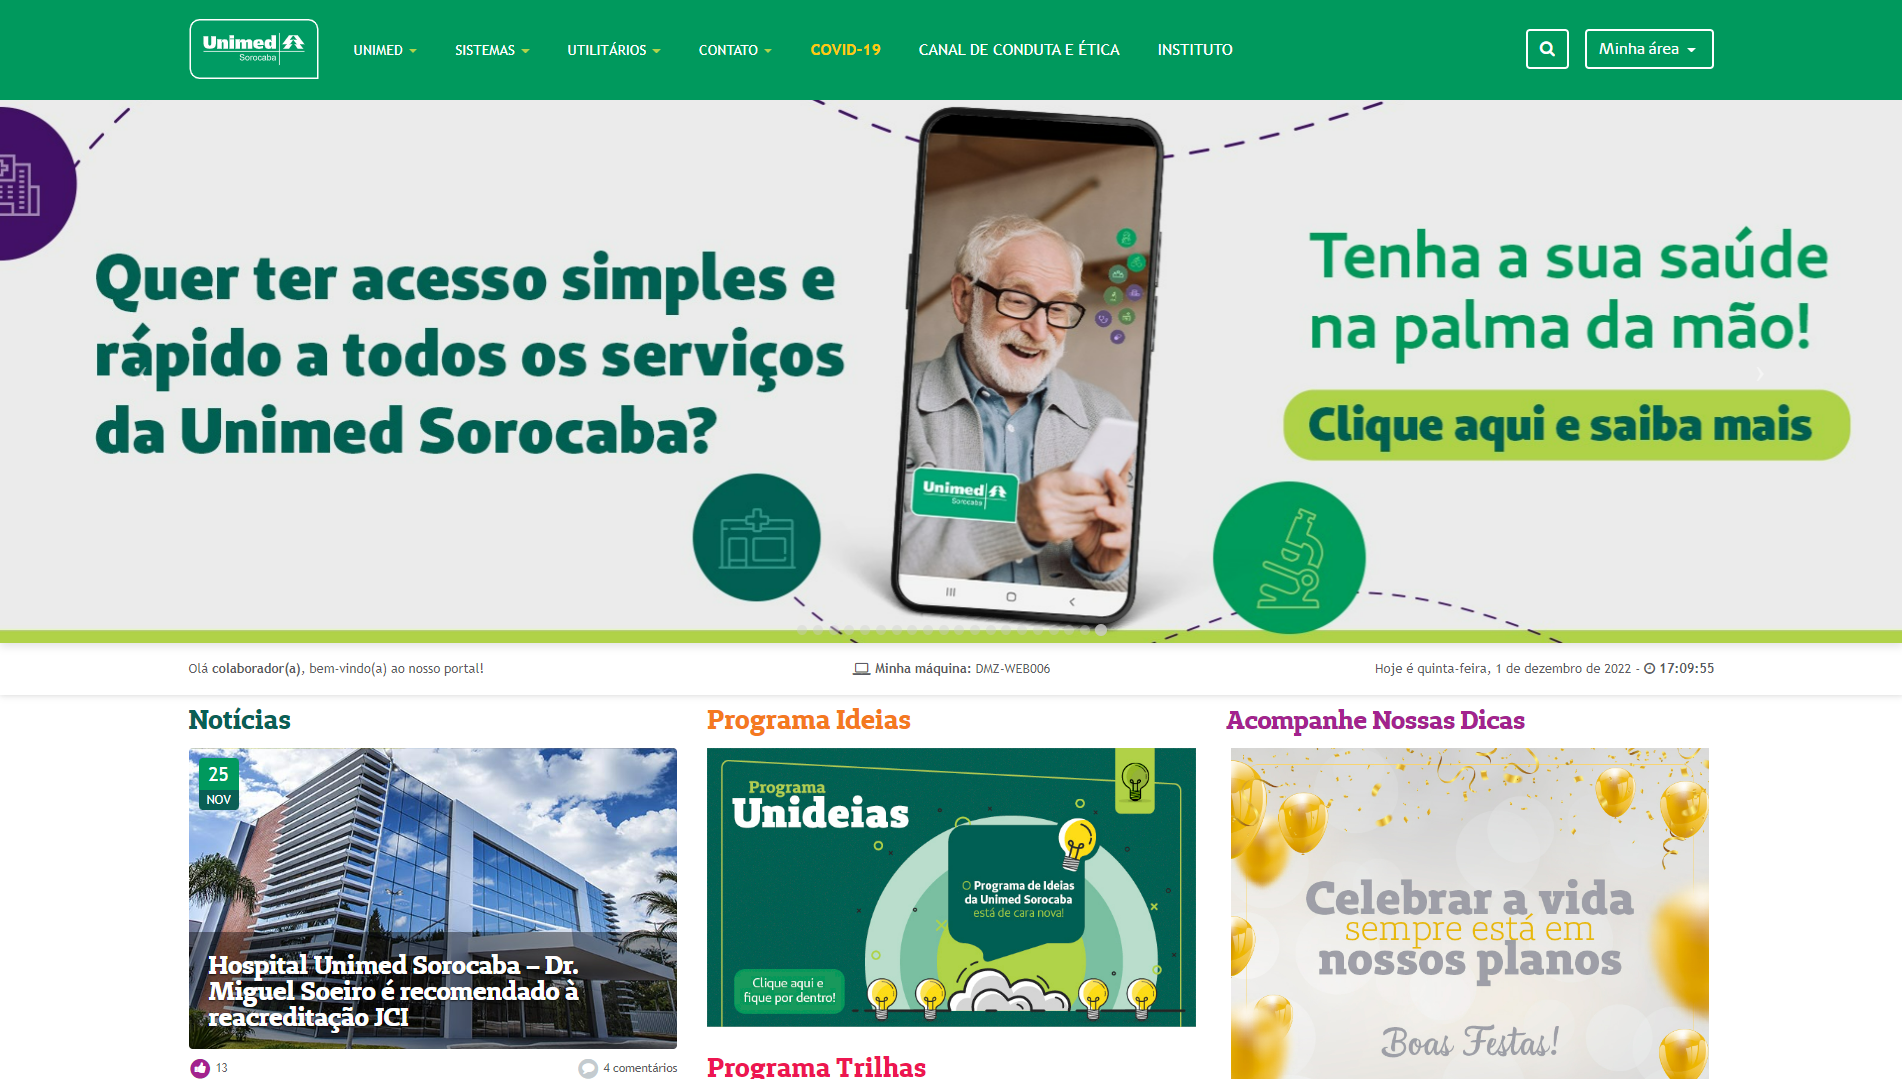 Unimed
Sorocaba
UNIMED
SISTEMAS
UTILITÁRIOS
CONTATO
COVID-19
CANAL DE CONDUTA E ÉTICA
INSTITUTO
Minha área
Quer ter acesso simples e
rápido a todos os serviços
da Unimed Sorocaba?
Unimed
Sorocaba
Tenha a sua saúde
na palma da mão!
Clique aqui e saiba mais
Olá colaborador(a), bem-vindo(a) ao nosso portal!
Minha máquina: DMZ-WEB006
Hoje é quinta-feira, 1 de dezembro de 2022 - 17:09:55
Notícias
25
NOV
Hospital Unimed Sorocaba – Dr.
Miguel Soeiro é recomendado à
reacreditação JCI
13
4 comentários
Programa Ideias
Programa
Unideias
O Programa de Ideias
da Unimed Sorocaba
está de cara nova!
Clique aqui e
fique por dentro!
Programa Trilhas
Acompanhe Nossas Dicas
Celebrar a vida
sempre está em
nossos planos
Boas Festas!